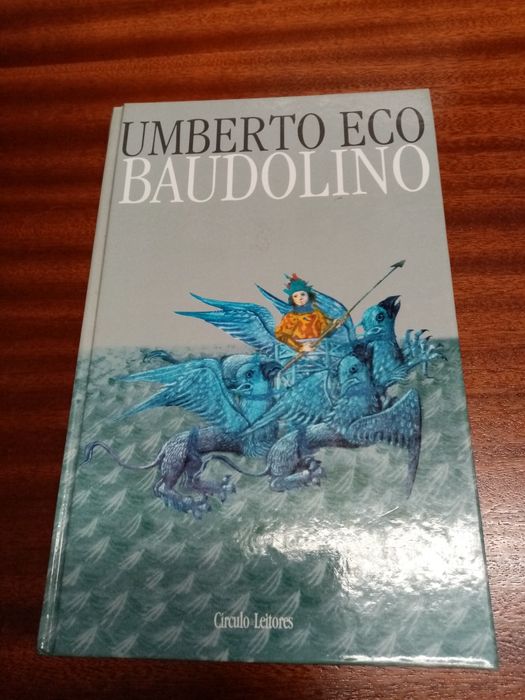 UMBERTO ECO
BAUDOLINO
Círculo Leitores